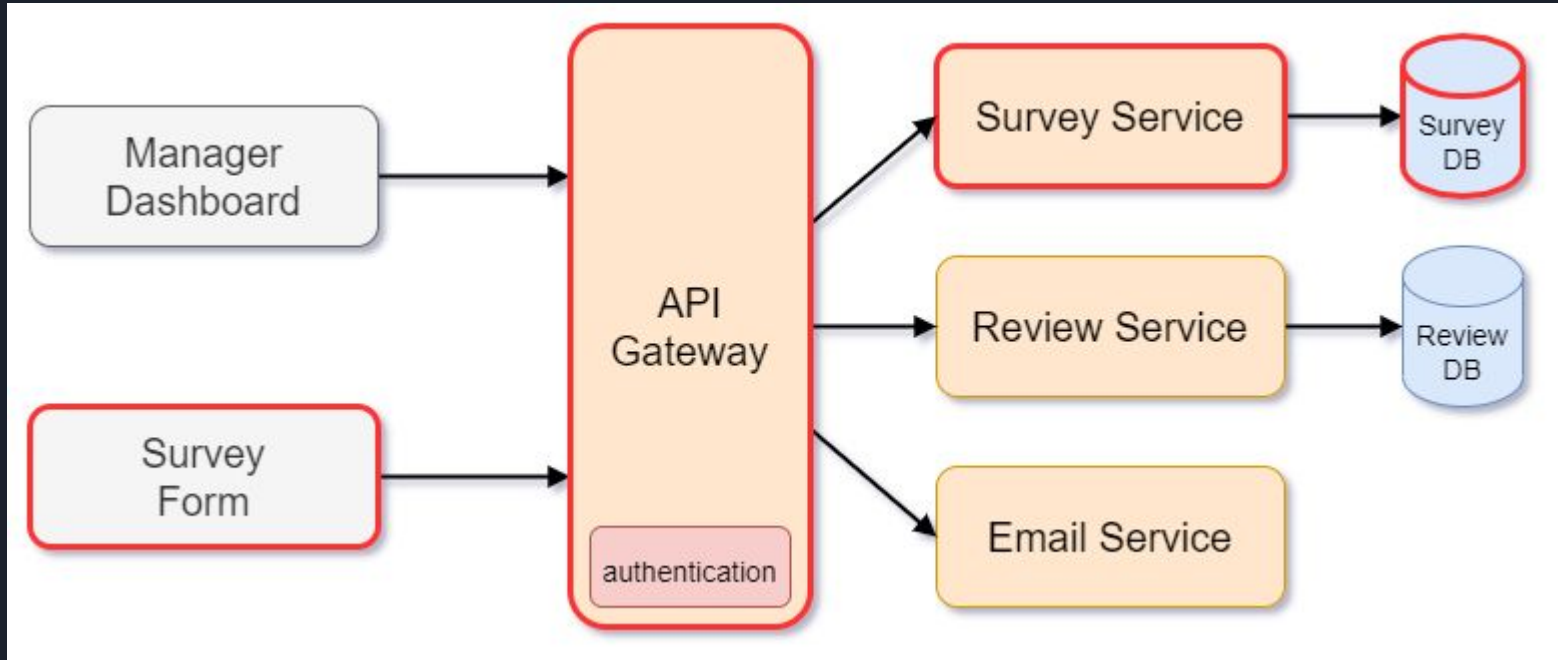 Manager
Dashboard
Survey
Form
API
Gateway
authentication
Survey Service
Survey
DB
Review Service
Review
DB
Email Service